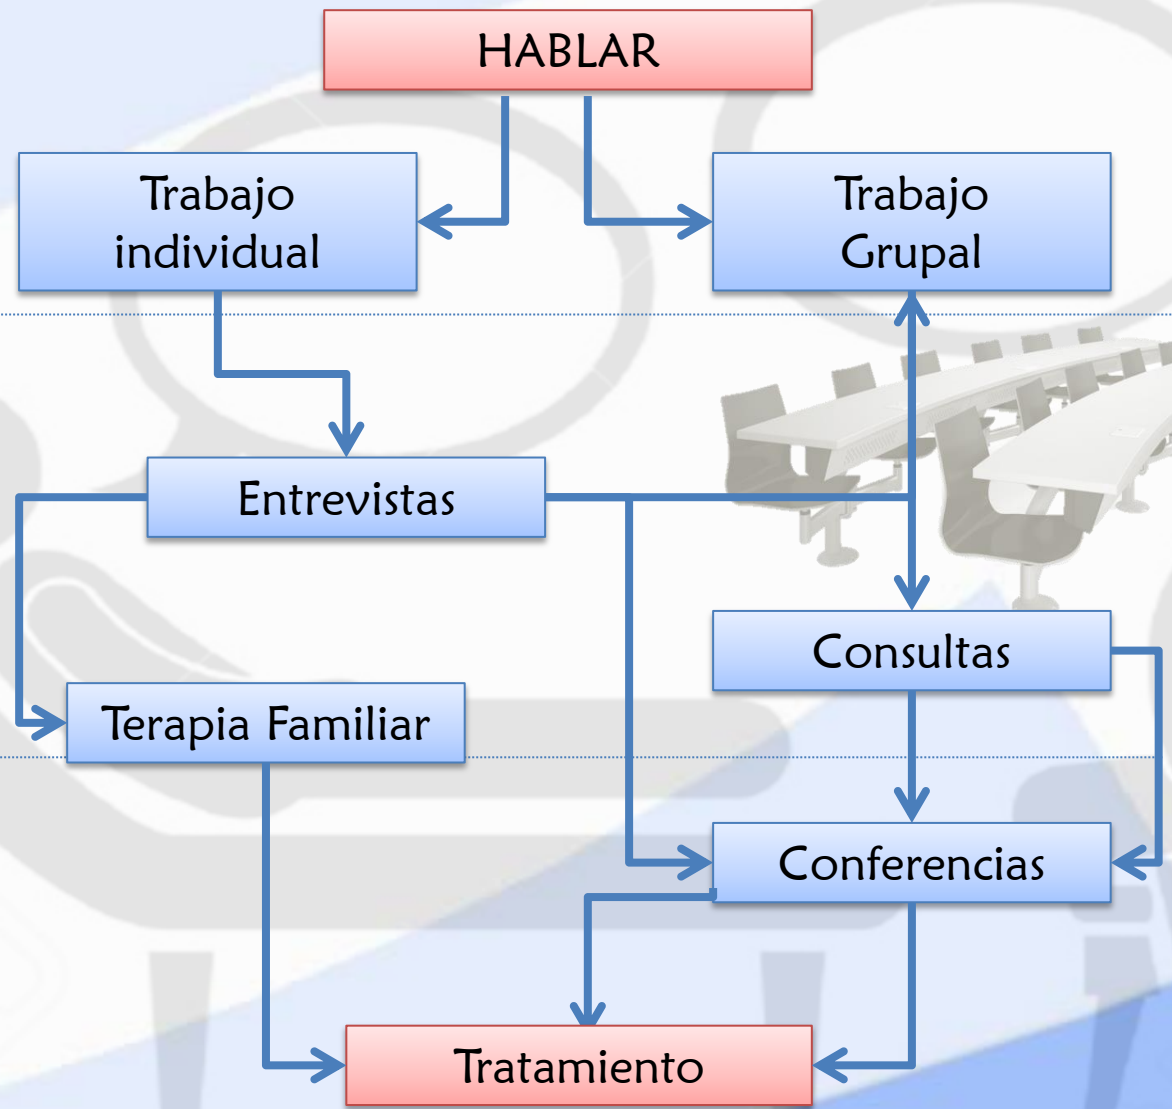 HABLAR
Trabajo
individual
Trabajo
Grupal
Entrevistas
Consultas
Terapia Familiar
Conferencias
Tratamiento